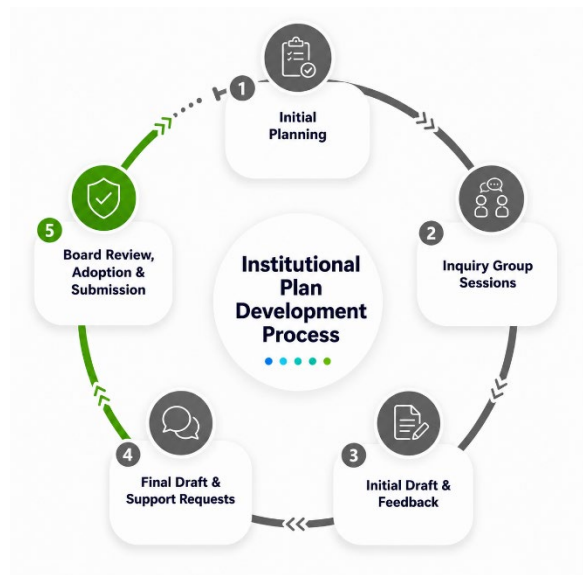 Institutional
Plan
Development
Process
1
Initial
Planning
2
Inquiry Group
Sessions
3
Initial Draft &
Feedback
4
Final Draft &
Support Requests
5
Board Review,
Adoption &
Submission